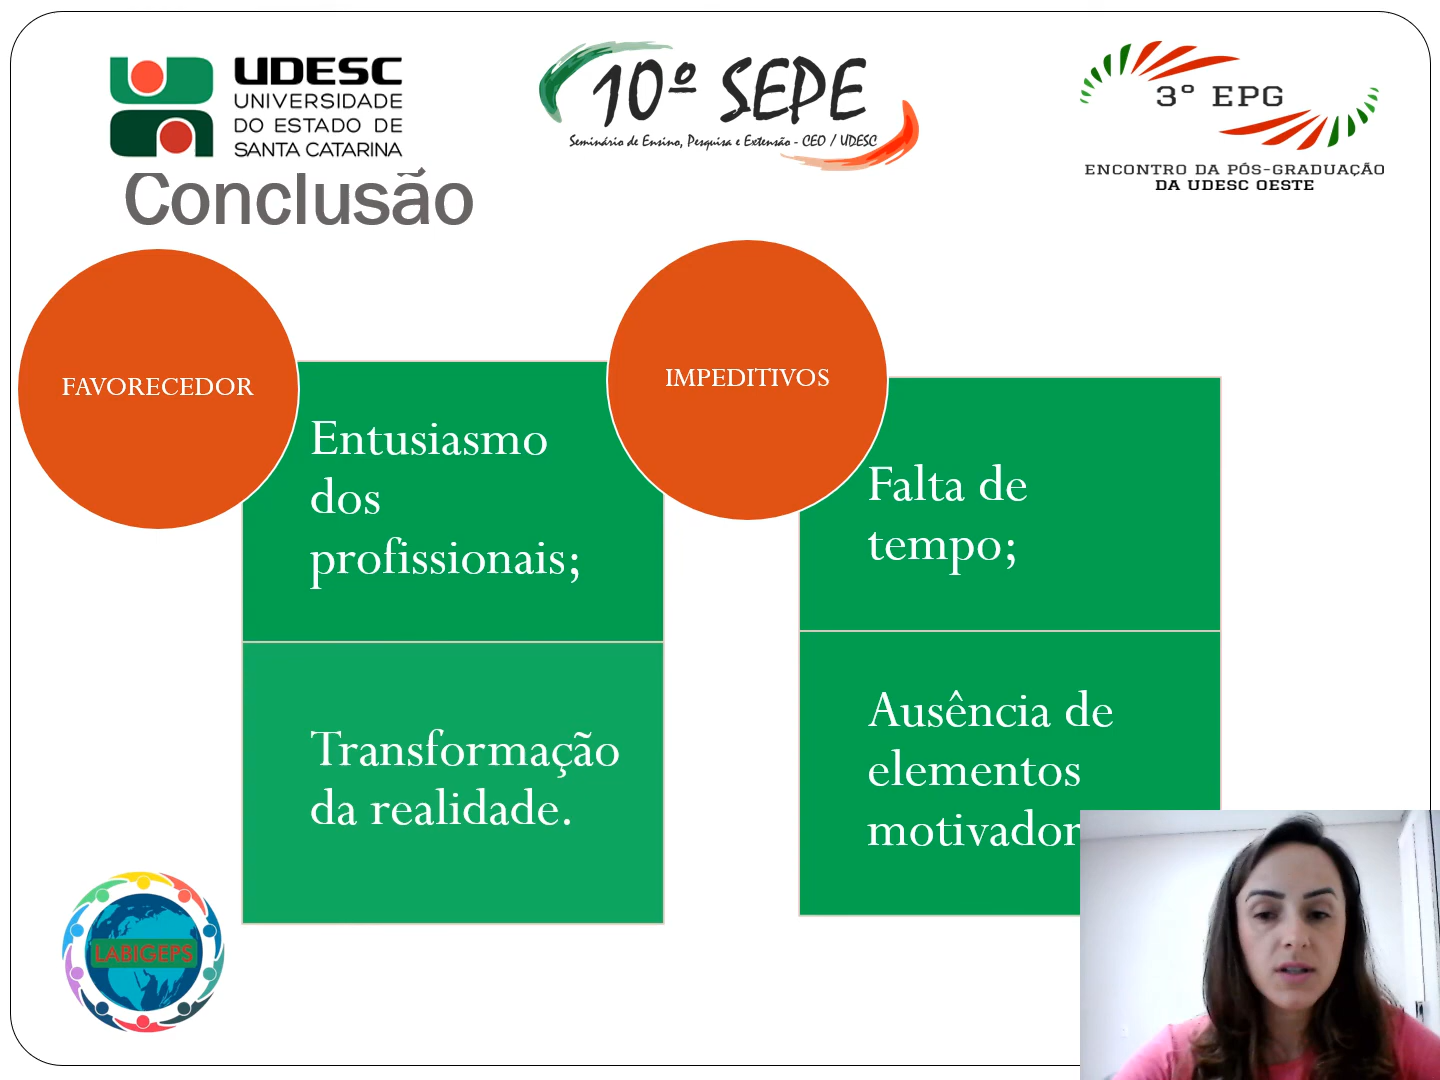 UDESC
UNIVERSIDADE
DO ESTADO DE
SANTA CATARINA
10º SEPE
Seminário de Ensino, Pesquisa e Extensão - CEO / UDESC
3º EPG
ENCONTRO DA PÓS-GRADUAÇÃO
DA UDESC OESTE
Conclusão
FAVORECEDOR
Entusiasmo
dos
profissionais;
Transformação
da realidade.
IMPEDITIVOS
Falta de
tempo;
Ausência de
elementos
motivador
LABIGEPS